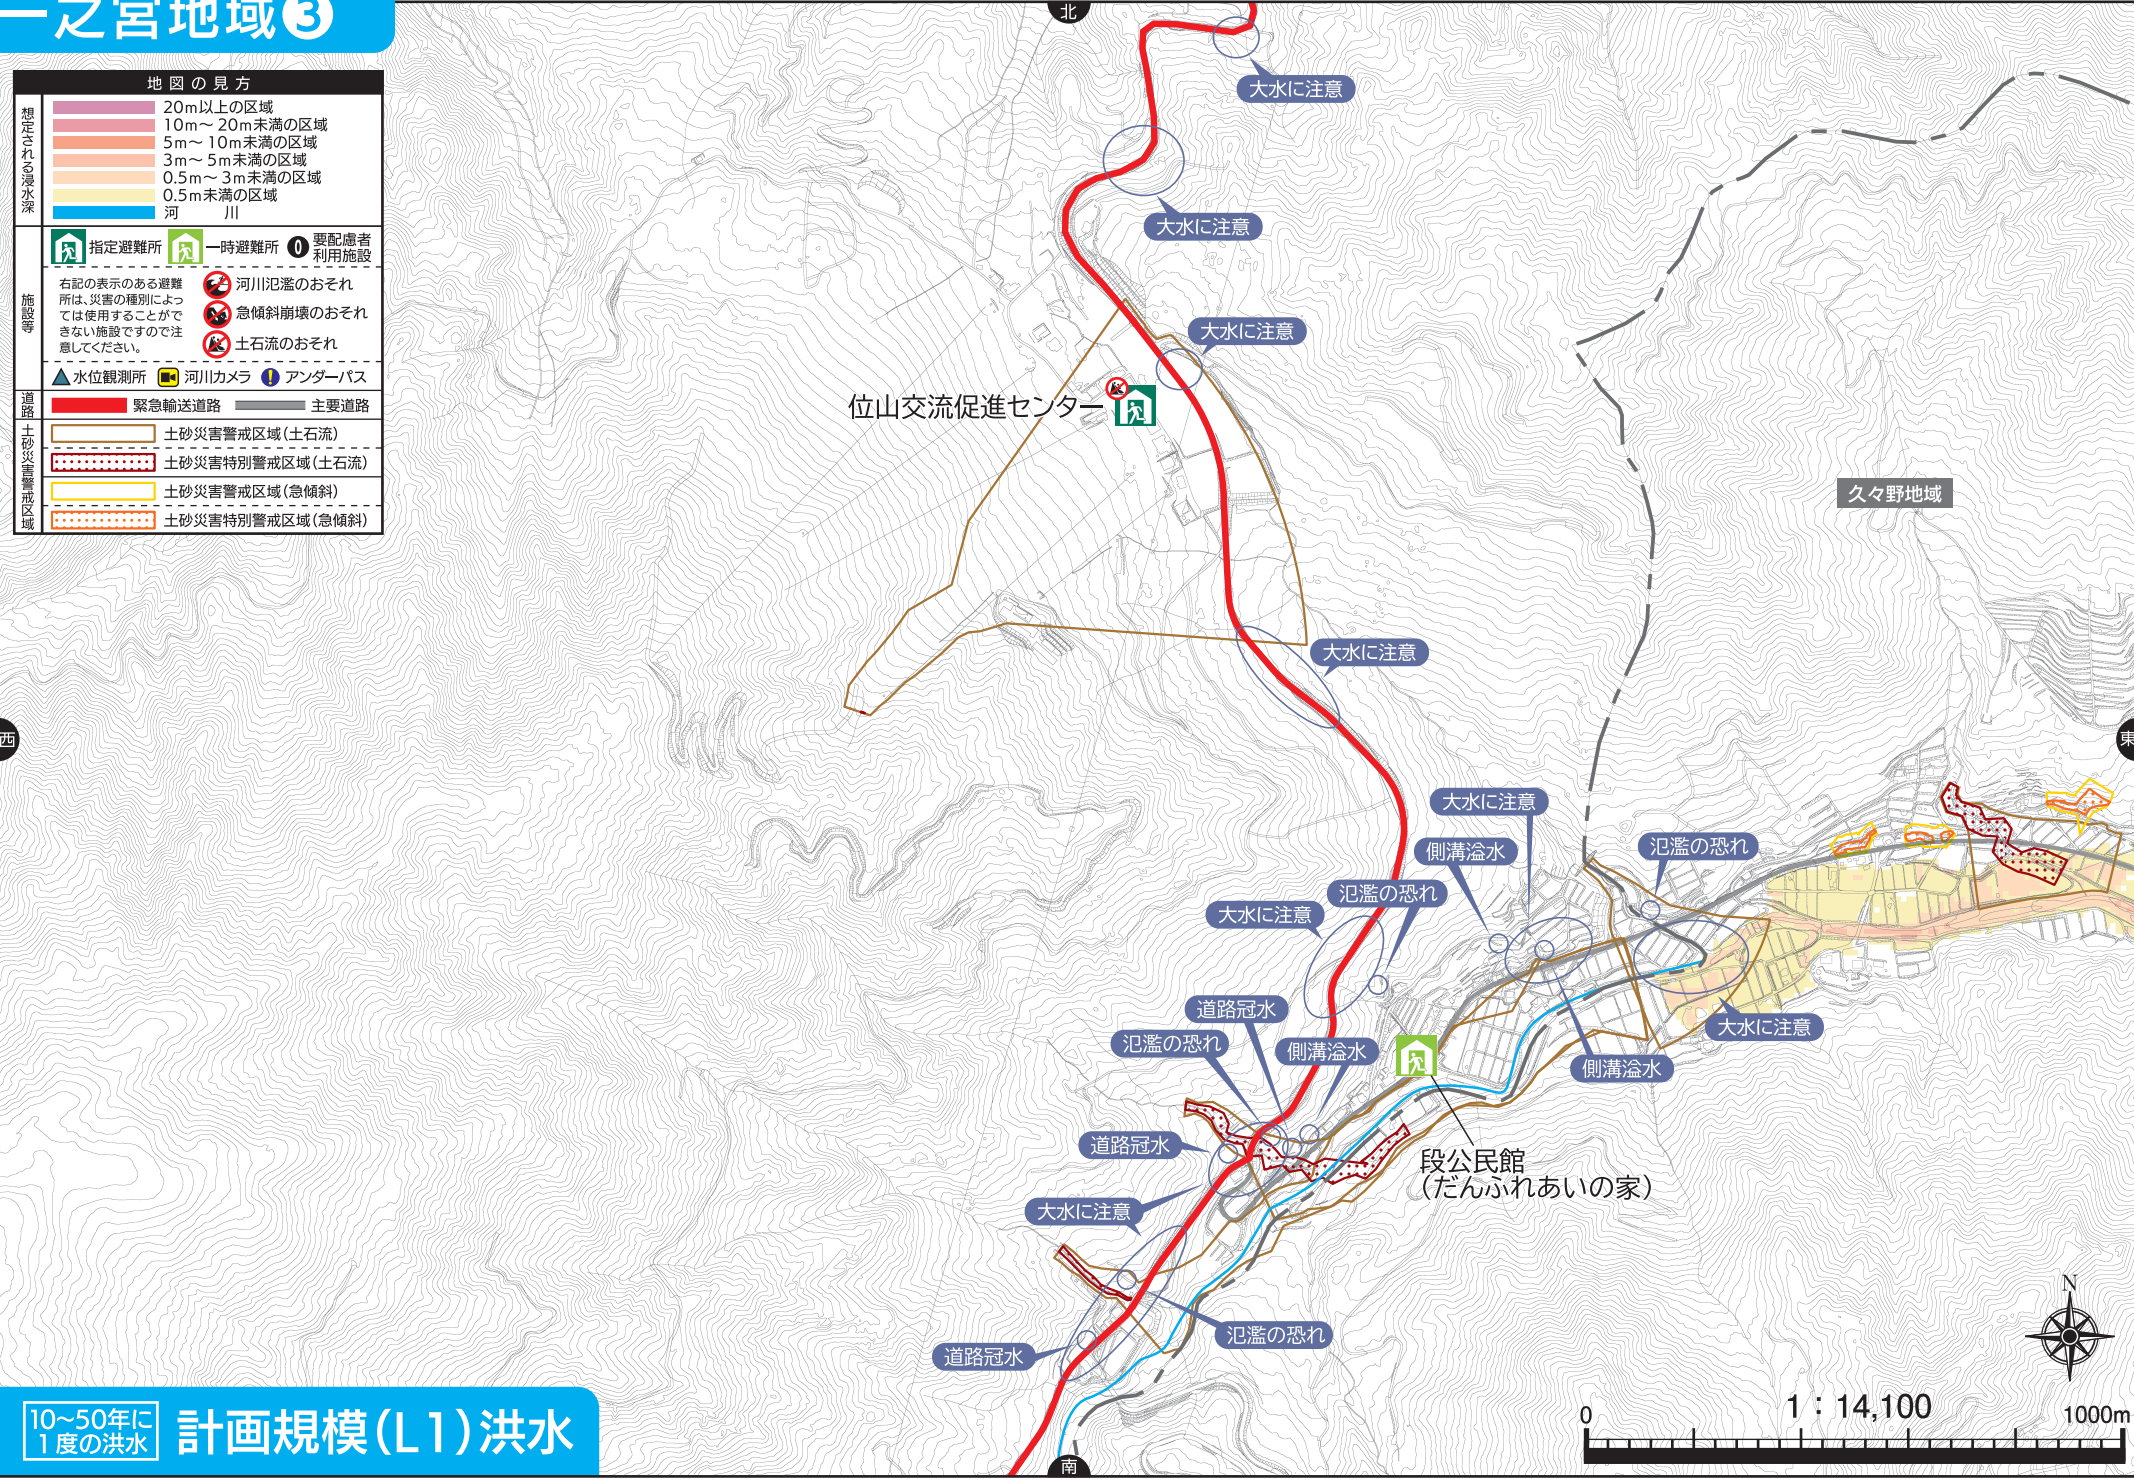 一之宮地域3
地図の見方
想定される浸水深
20m以上の区域
10m～20m未満の区域
5m～10m未満の区域
3m～5m未満の区域
0.5m～3m未満の区域
0.5m未満の区域
河　　川
施設等
指定避難所
一時避難所
要配慮者
利用施設
右記の表示のある避難
所は、災害の種別によっ
ては使用することがで
きない施設ですので注
意してください。
河川氾濫のおそれ
急傾斜崩壊のおそれ
土石流のおそれ
水位観測所
河川カメラ
アンダーパス
道路
緊急輸送道路
主要道路
土砂災害警戒区域
土砂災害警戒区域(土石流)
土砂災害特別警戒区域(土石流)
土砂災害警戒区域(急傾斜)
土砂災害特別警戒区域(急傾斜)
北
大水に注意
大水に注意
大水に注意
位山交流促進センター
久々野地域
大水に注意
西
東
大水に注意
側溝溢水
氾濫の恐れ
氾濫の恐れ
大水に注意
道路冠水
氾濫の恐れ
側溝溢水
大水に注意
側溝溢水
道路冠水
段公民館
(だんふれあいの家)
大水に注意
氾濫の恐れ
道路冠水
N
1：14,100
0
1000m
10~50年に
1度の洪水
計画規模(L1)洪水
南